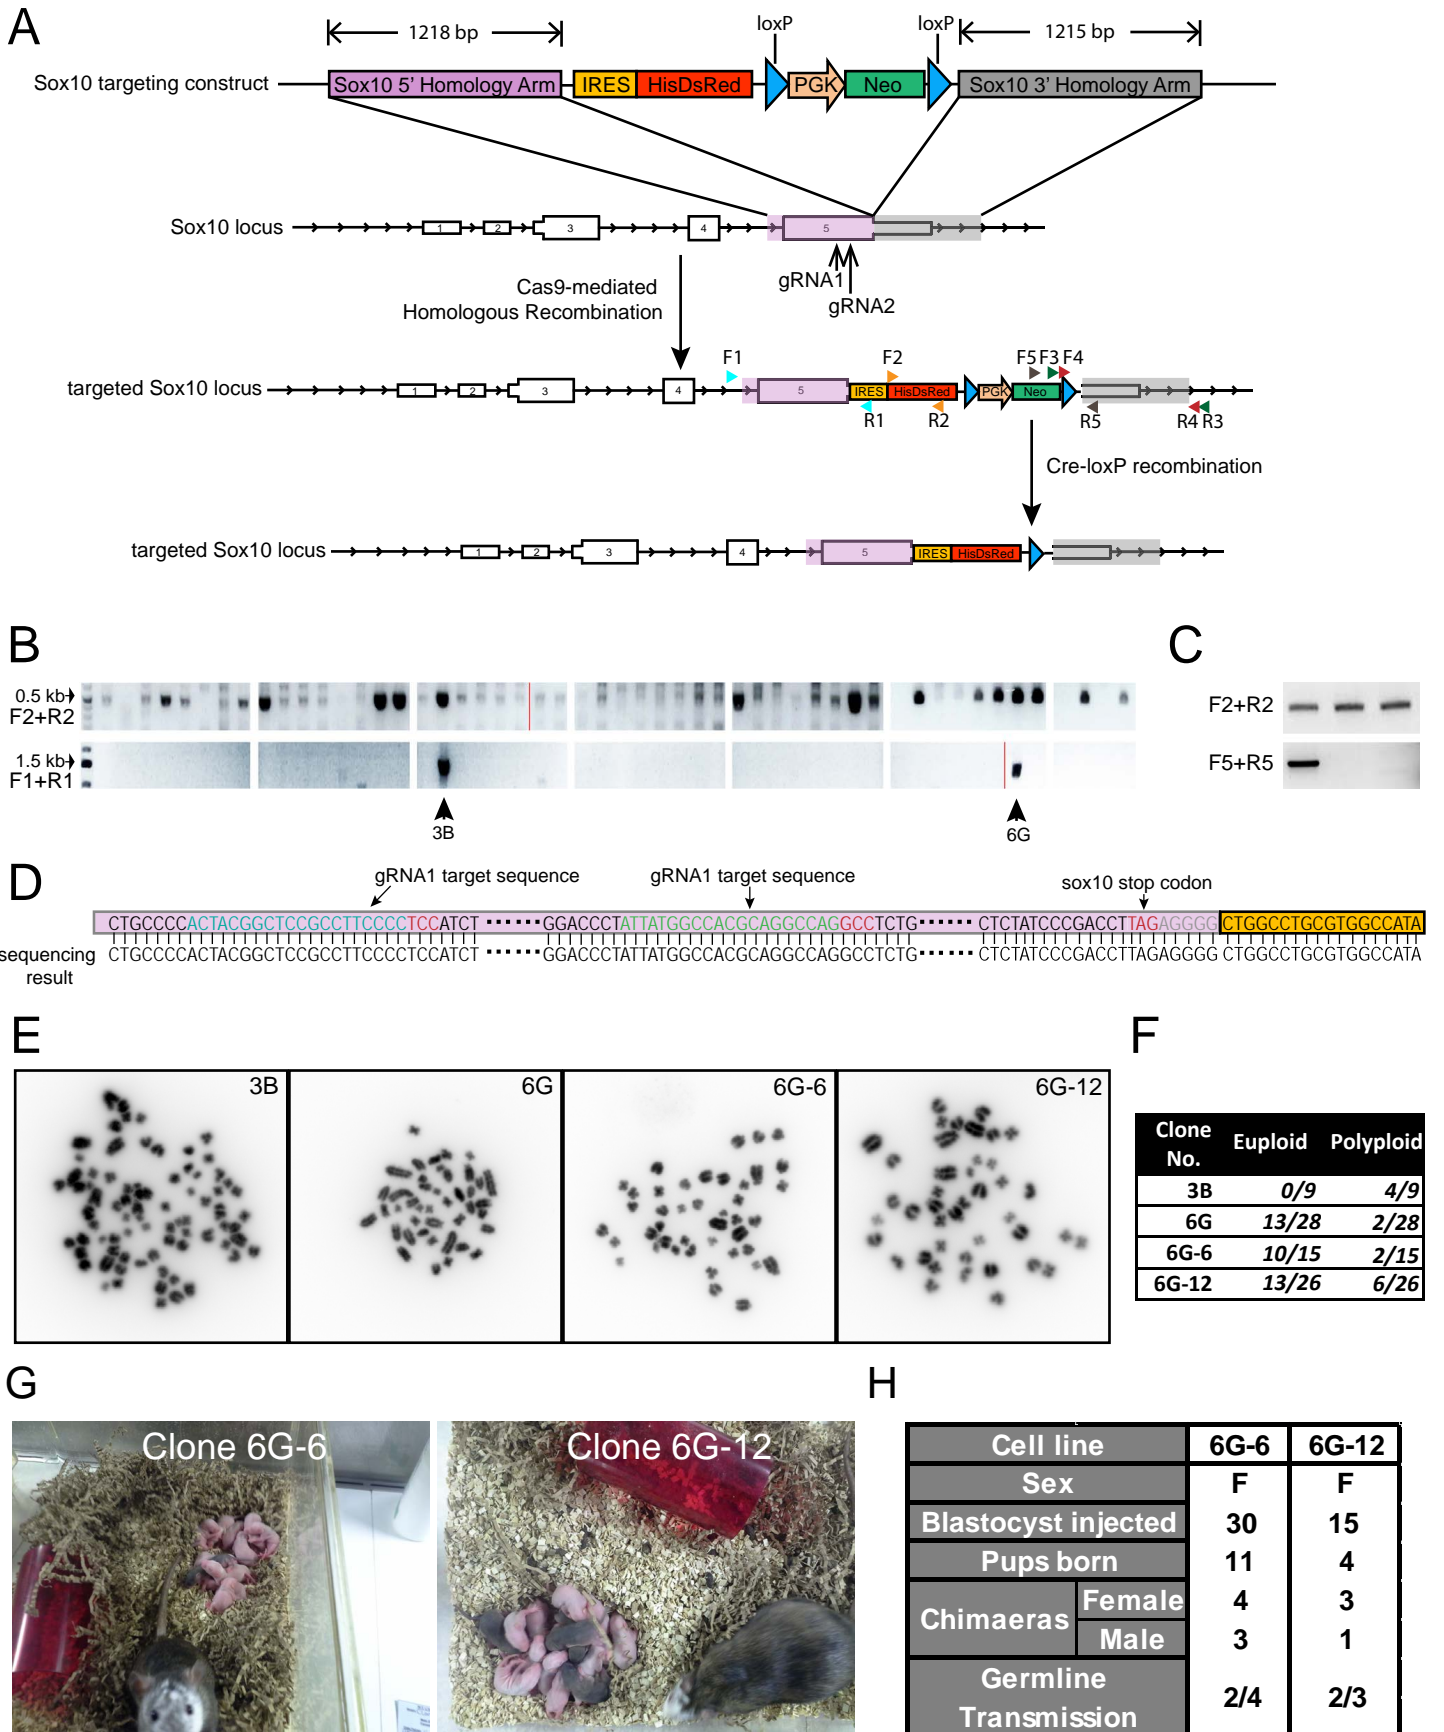 A
1218 bp
loxP
loxP
1215 bp
Sox10 targeting construct
Sox10 5’ Homology Arm
IRES
HisDsRed
PGK
Neo
Sox10 3’ Homology Arm
Sox10 locus
1
2
3
4
5
gRNA1
gRNA2
Cas9-mediated
Homologous Recombination
F1
F2
F5
F3
F4
targeted Sox10 locus
1
2
3
4
5
IRES
HisDsRed
PGK
Neo
R1
R2
R5
R4
R3
Cre-loxP recombination
targeted Sox10 locus
1
2
3
4
5
IRES
HisDsRed
B
0.5 kb
F2+R2
1.5 kb
F1+R1
3B
6G
C
F2+R2
F5+R5
D
gRNA1 target sequence
gRNA1 target sequence
sox10 stop codon
CTGCCCCACTACGGCTCCGCCTTCCCCTCCATCT ······ GGACCCTATTATGGCCACGCAGGCCAGGCCTCTG ······ CTCTATCCCGACCTTAGAGGGGCTGGCCTGCGTGGCCATA
sequencing
result
CTGCCCCACTACGGCTCCGCCTTCCCCTCCATCT ······ GGACCCTATTATGGCCACGCAGGCCAGGCCTCTG ······ CTCTATCCCGACCTTAGAGGGGCTGGCCTGCGTGGCCATA
E
3B
6G
6G-6
6G-12
F
Clone No. Euploid Polyploid
3B 0/9 4/9
6G 13/28 2/28
6G-6 10/15 2/15
6G-12 13/26 6/26
G
Clone 6G-6
Clone 6G-12
H
Cell line 6G-6 6G-12
Sex F F
Blastocyst injected 30 15
Pups born 11 4
Chimaeras Female 4 3
Male 3 1
Germline Transmission 2/4 2/3